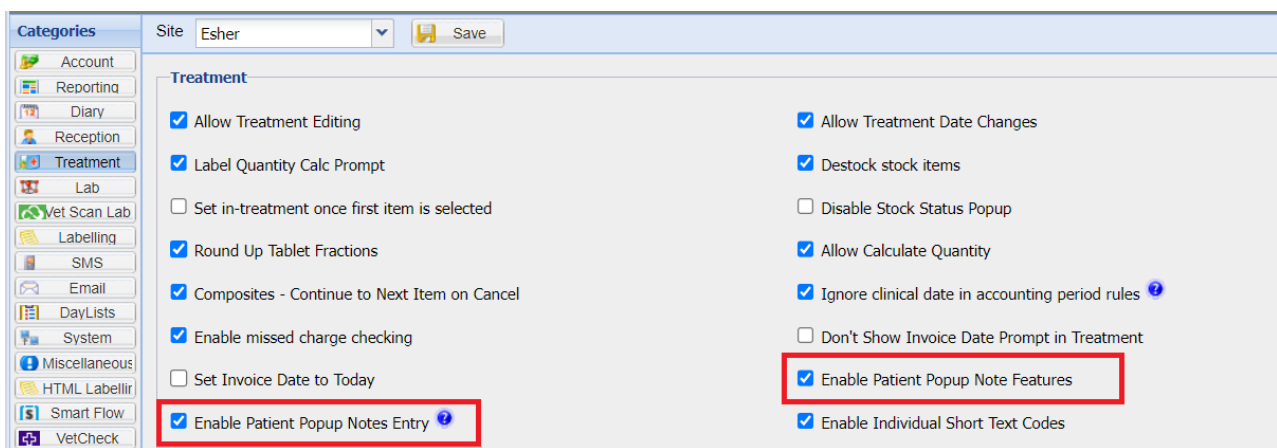 Categories
Account
Reporting
Diary
Reception
Treatment
Lab
Vet Scan Lab
Labelling
SMS
Email
DayLists
System
Miscellaneous
HTML Labellin
Smart Flow
VetCheck
Site Esher Save
Treatment
Allow Treatment Editing
Allow Treatment Date Changes
Label Quantity Calc Prompt
Destock stock items
Set in-treatment once first item is selected
Disable Stock Status Popup
Round Up Tablet Fractions
Allow Calculate Quantity
Composites - Continue to Next Item on Cancel
Ignore clinical date in accounting period rules ?
Enable missed charge checking
Don't Show Invoice Date Prompt in Treatment
Set Invoice Date to Today
Enable Patient Popup Note Features
Enable Patient Popup Notes Entry ?
Enable Individual Short Text Codes